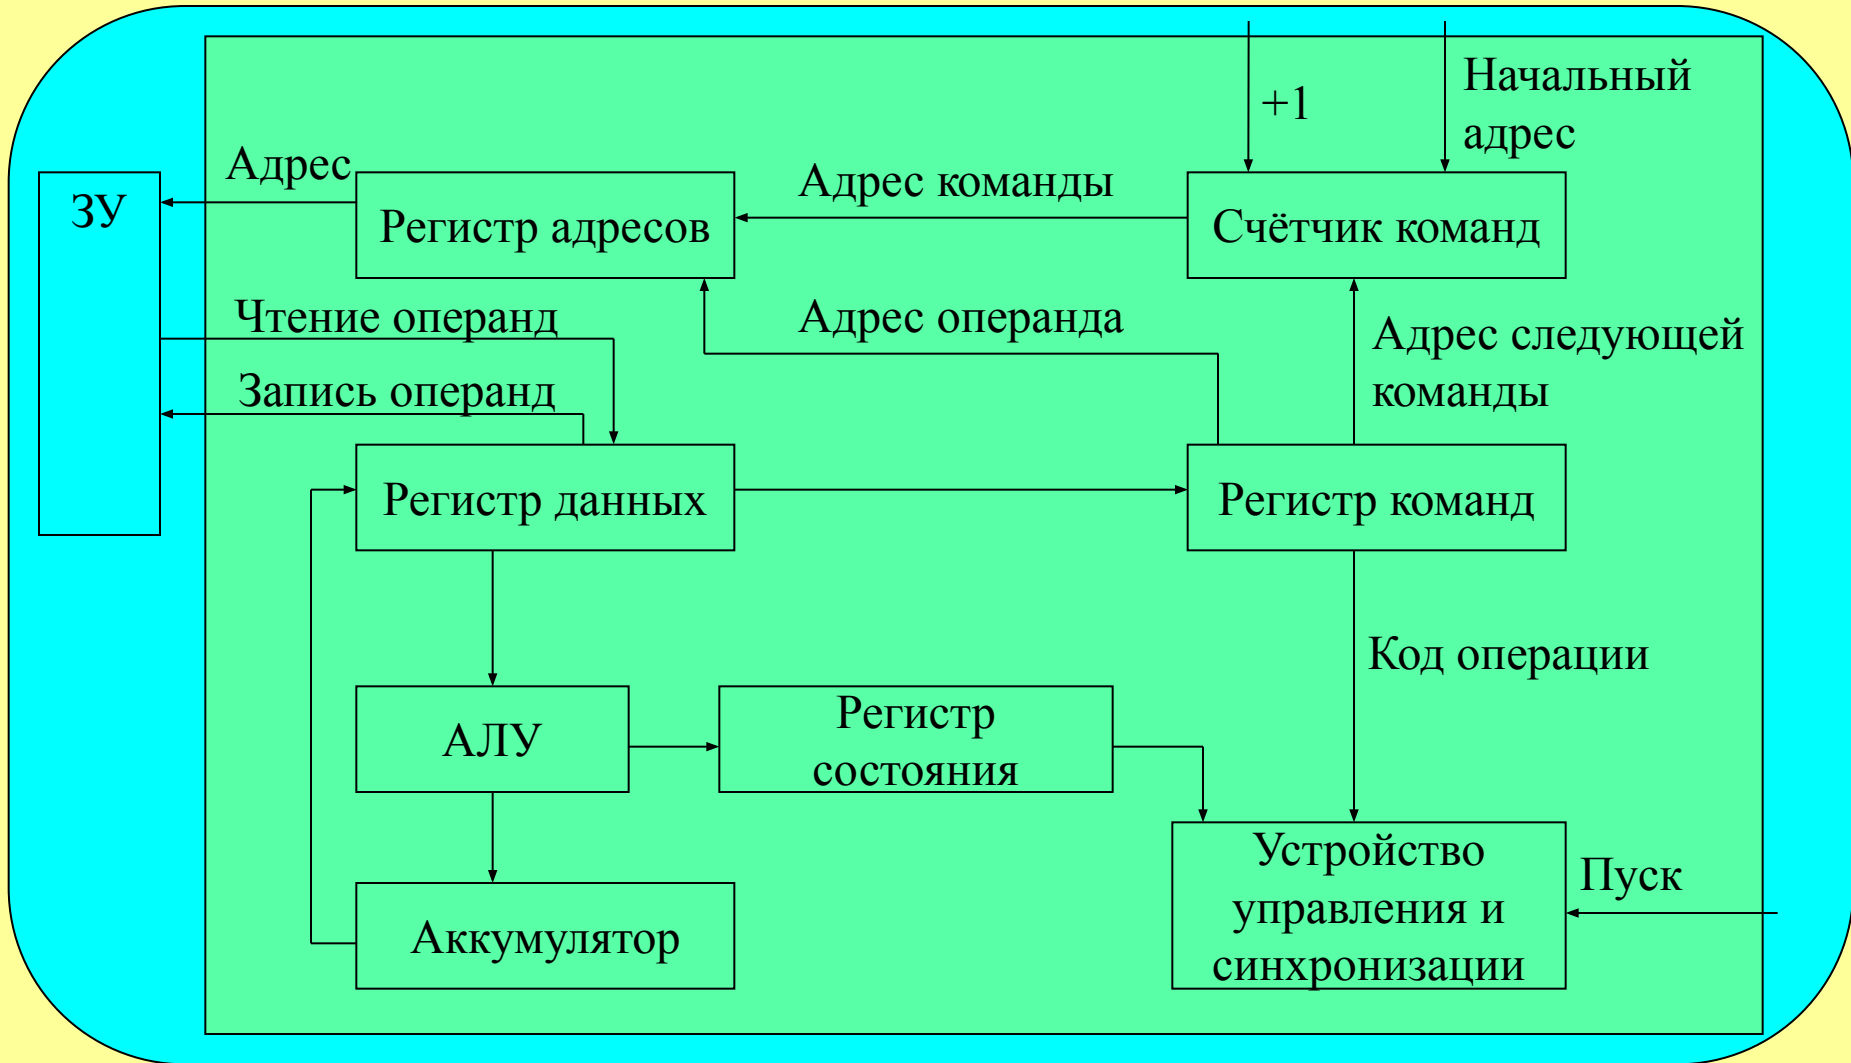 +1
Начальный
адрес
Адрес
Адрес команды
ЗУ
Регистр адресов
Счётчик команд
Чтение операнд
Адрес операнда
Адрес следующей
команды
Запись операнд
Регистр данных
Регистр команд
Код операции
АЛУ
Регистр
состояния
Устройство
управления и
синхронизации
Пуск
Аккумулятор